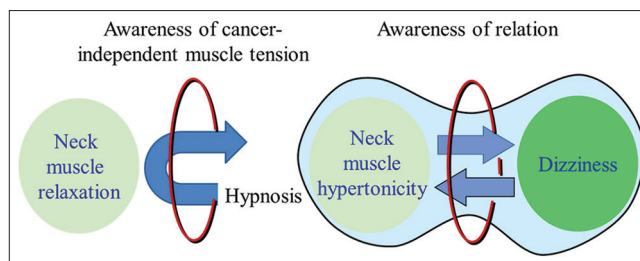 Awareness of cancer-
independent muscle tension
Awareness of relation
Neck
muscle
relaxation
Hypnosis
Neck
muscle
hypertonicity
Dizziness